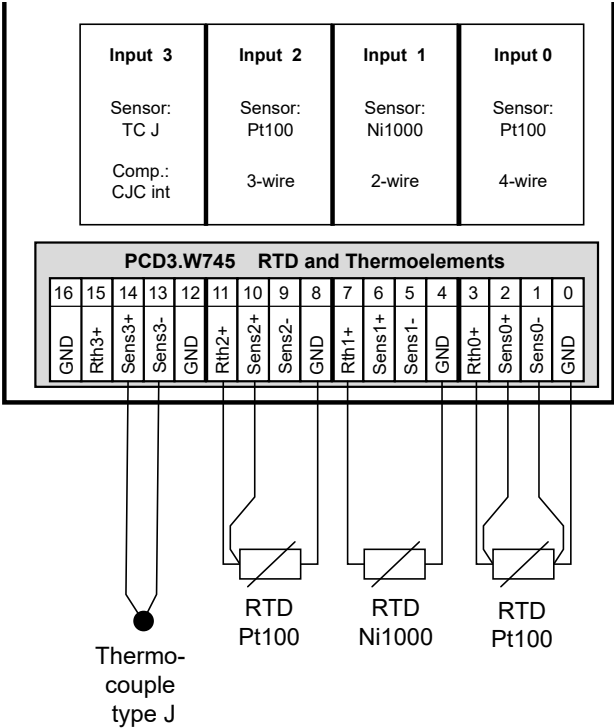 Input 3 Input 2 Input 1 Input 0
Sensor: Sensor: Sensor: Sensor:
TC J Pt100 Ni1000 Pt100
Comp.: 3-wire 2-wire 4-wire
CJC int
PCD3.W745 RTD and Thermoelements
16 15 14 13 12 11 10 9 8 7 6 5 4 3 2 1 0
GND Rth3+ Sens3+ Sens3- GND Rth2+ Sens2+ Sens2- GND Rth1+ Sens1+ Sens1- GND Rth0+ Sens0+ Sens0- GND
RTD RTD RTD
Pt100 Ni1000 Pt100
Thermo-
couple
type J